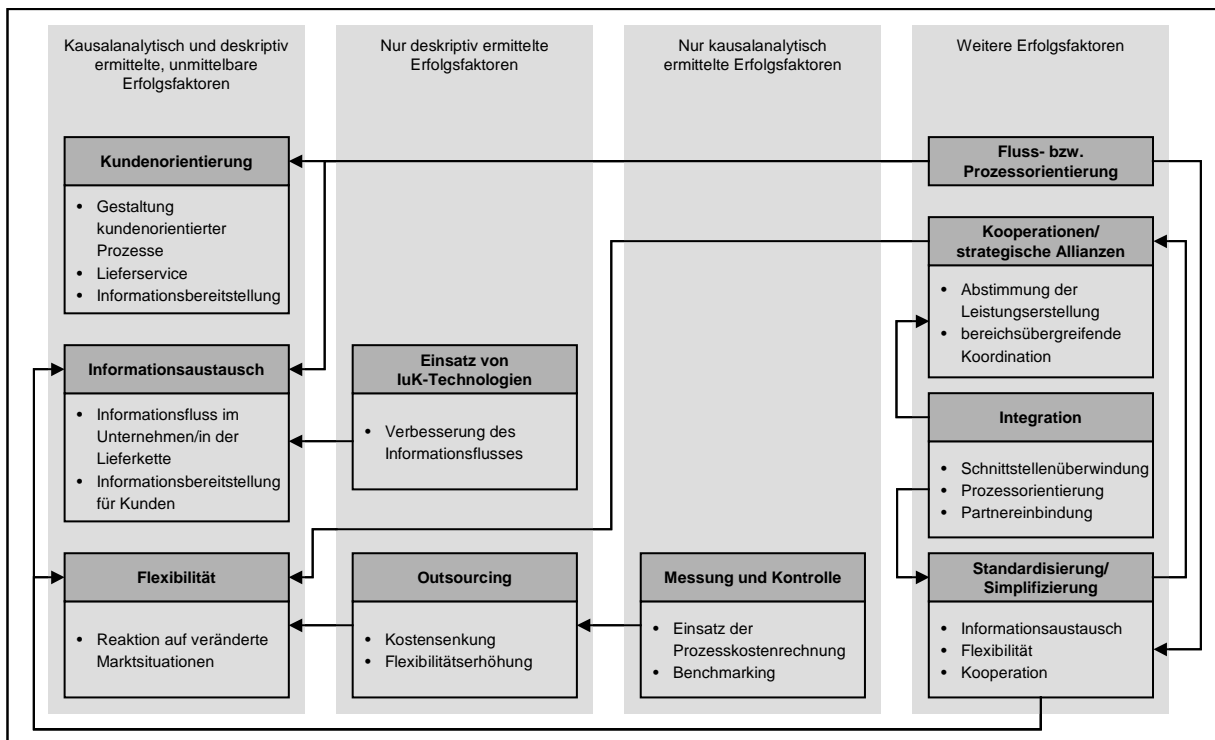 Kausalanalytisch und deskriptiv
ermittelte, unmittelbare
Erfolgsfaktoren
Nur deskriptiv ermittelte
Erfolgsfaktoren
Nur kausalanalytisch
ermittelte Erfolgsfaktoren
Weitere Erfolgsfaktoren
Kundenorientierung
• Gestaltung
kundenorientierter
Prozesse
• Lieferservice
• Informationsbereitstellung
Informationsaustausch
• Informationsfluss im
Unternehmen/in der
Lieferkette
• Informationsbereitstellung
für Kunden
Flexibilität
• Reaktion auf veränderte
Marktsituationen
Einsatz von
IuK-Technologien
• Verbesserung des
Informationsflusses
Outsourcing
• Kostensenkung
• Flexibilitätserhöhung
Messung und Kontrolle
• Einsatz der
Prozesskostenrechnung
• Benchmarking
Fluss- bzw.
Prozessorientierung
Kooperationen/
strategische Allianzen
• Abstimmung der
Leistungserstellung
• bereichsübergreifende
Koordination
Integration
• Schnittstellenüberwindung
• Prozessorientierung
• Partnereinbindung
Standardisierung/
Simplifizierung
• Informationsaustausch
• Flexibilität
• Kooperation